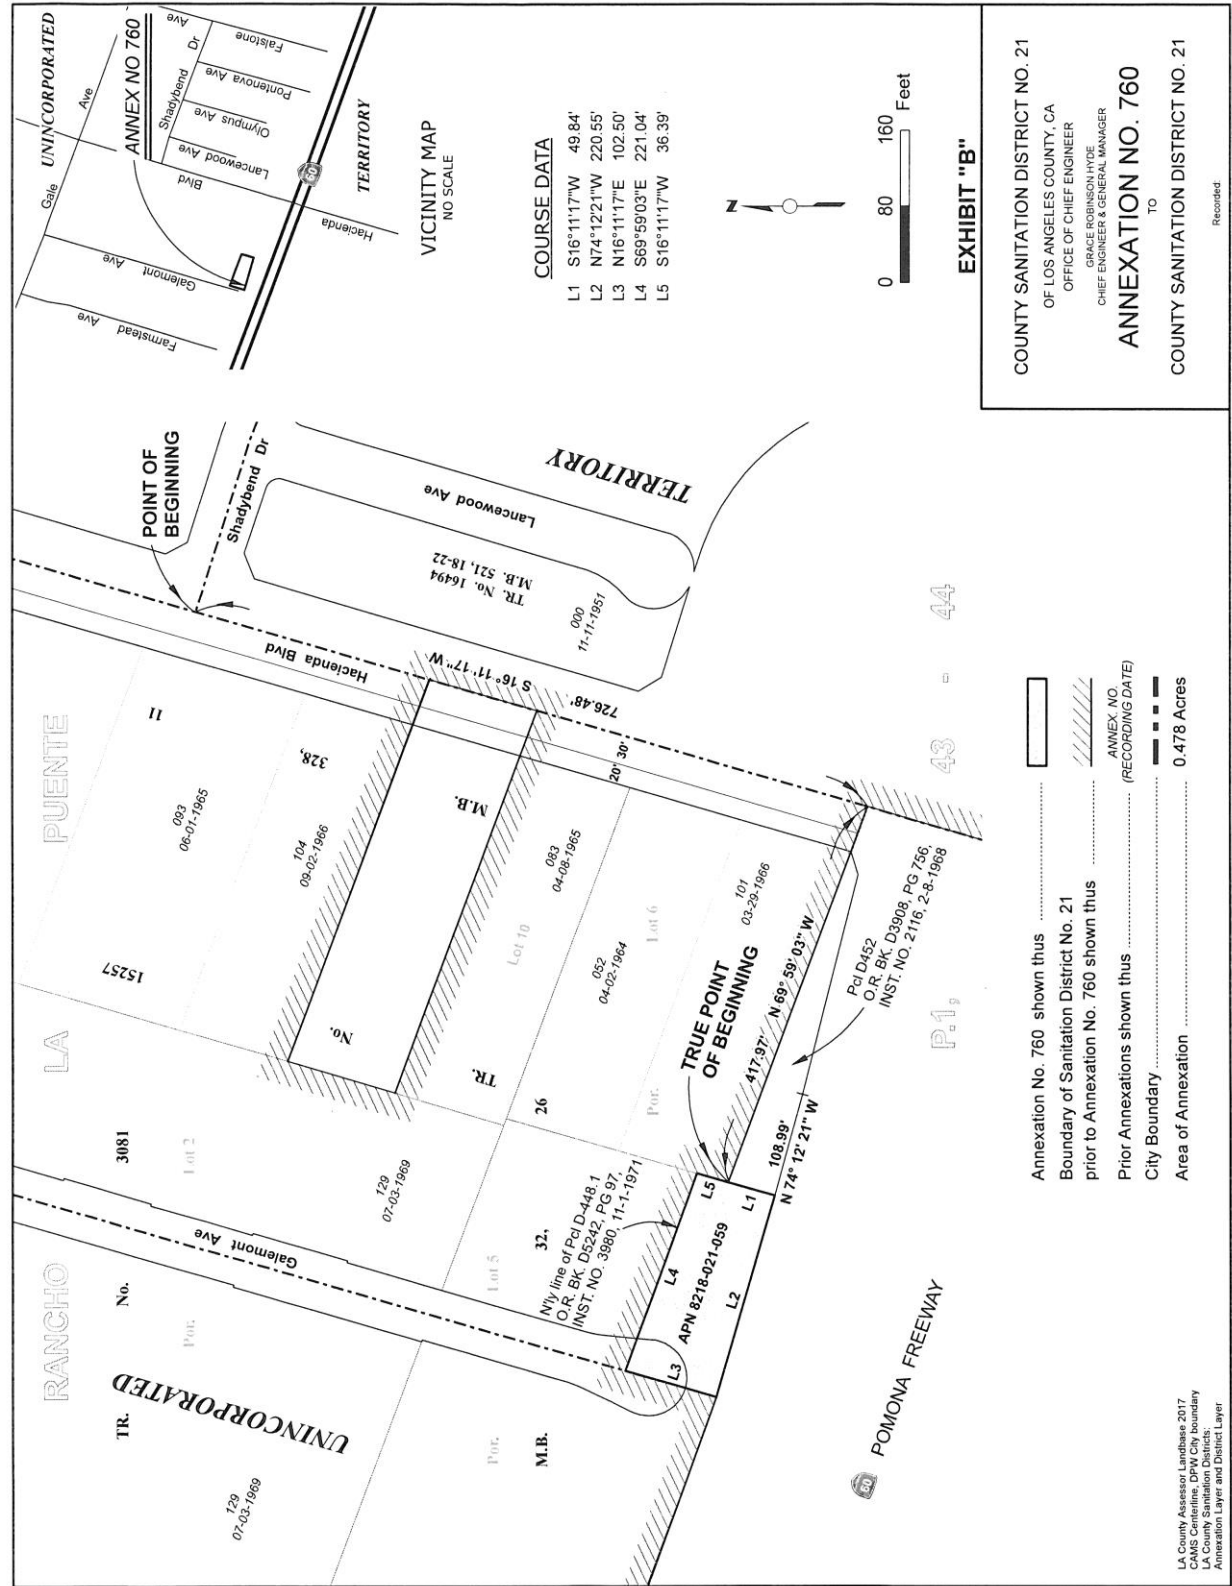 RANCHO LA PUENTE
TR. No. 3081
Por. Lot 2
UNINCORPORATED
129
07-03-1969
Por. Lot 5
M.B. 32, 26
Galemont Ave
129
07-03-1969
15257
11
093
06-01-1965
104
09-02-1966
328,
No.
M.B.
TR.
Lot 10
083
04-08-1965
052
04-02-1964
Por. Lot 6
101
03-29-1966
Hacienda Blvd
POINT OF
BEGINNING
Shadybend Dr
S 16° 11' 17" W
726.48'
20' 30'
TR. No. 16494
M.B. 521, 18-22
000
11-11-1951
Lancewood Ave
TERRITORY
TRUE POINT
OF BEGINNING
N'ly line of Pcl D-448.1
O.R. BK. D5242, PG 97,
INST. NO. 3980, 11-1-1971
L4
L5
L3
APN 8218-021-059
L1
L2
417.97' N 69° 59' 03" W
108.99'
N 74° 12' 21" W
Pcl D452
O.R. BK. D3908, PG 756,
INST. NO. 2116, 2-8-1968
P-1, 43 - 44
60 POMONA FREEWAY
UNINCORPORATED
Gale Ave
ANNEX NO 760
Farmstead Ave
Galemont Ave
Hacienda Blvd
Shadybend Dr
Lancewood Ave
Olympus Ave
Pontenova Ave
Falstone Ave
60
TERRITORY
VICINITY MAP
NO SCALE
COURSE DATA
L1 S16°11'17"W 49.84'
L2 N74°12'21"W 220.55'
L3 N16°11'17"E 102.50'
L4 S69°59'03"E 221.04'
L5 S16°11'17"W 36.39'
N
0 80 160 Feet
EXHIBIT "B"
Annexation No. 760 shown thus
Boundary of Sanitation District No. 21
prior to Annexation No. 760 shown thus
Prior Annexations shown thus ANNEX. NO. (RECORDING DATE)
City Boundary
Area of Annexation 0.478 Acres
COUNTY SANITATION DISTRICT NO. 21
OF LOS ANGELES COUNTY, CA
OFFICE OF CHIEF ENGINEER
GRACE ROBINSON HYDE
CHIEF ENGINEER & GENERAL MANAGER
ANNEXATION NO. 760
TO
COUNTY SANITATION DISTRICT NO. 21
Recorded:
LA County Assessor Landbase 2017
CAMS Centerline, DPW City boundary
LA County Sanitation Districts:
Annexation Layer and District Layer